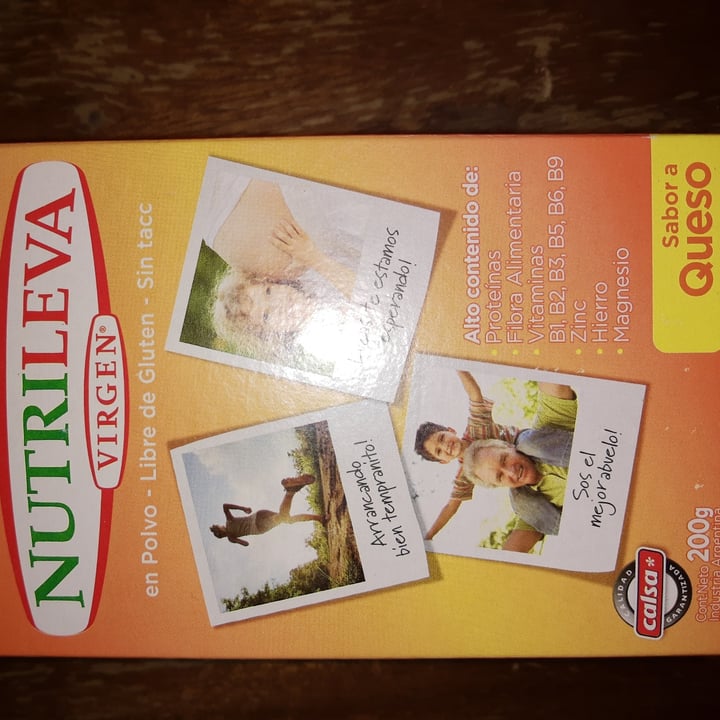 NUTRILEVA
VIRGEN®
en Polvo - Libre de Gluten - Sin tacc
estamos
esperando!
Arrancando
bien tempranito!
Sos el
mejor abuelo!
Alto contenido de:
• Proteínas
• Fibra Alimentaria
• Vitaminas
B1, B2, B3, B5, B6, B9
• Zinc
• Hierro
• Magnesio
Sabor a
Queso
CALIDAD
calsa*
GARANTIZADA
Cont.Neto 200g
Industria Argentina